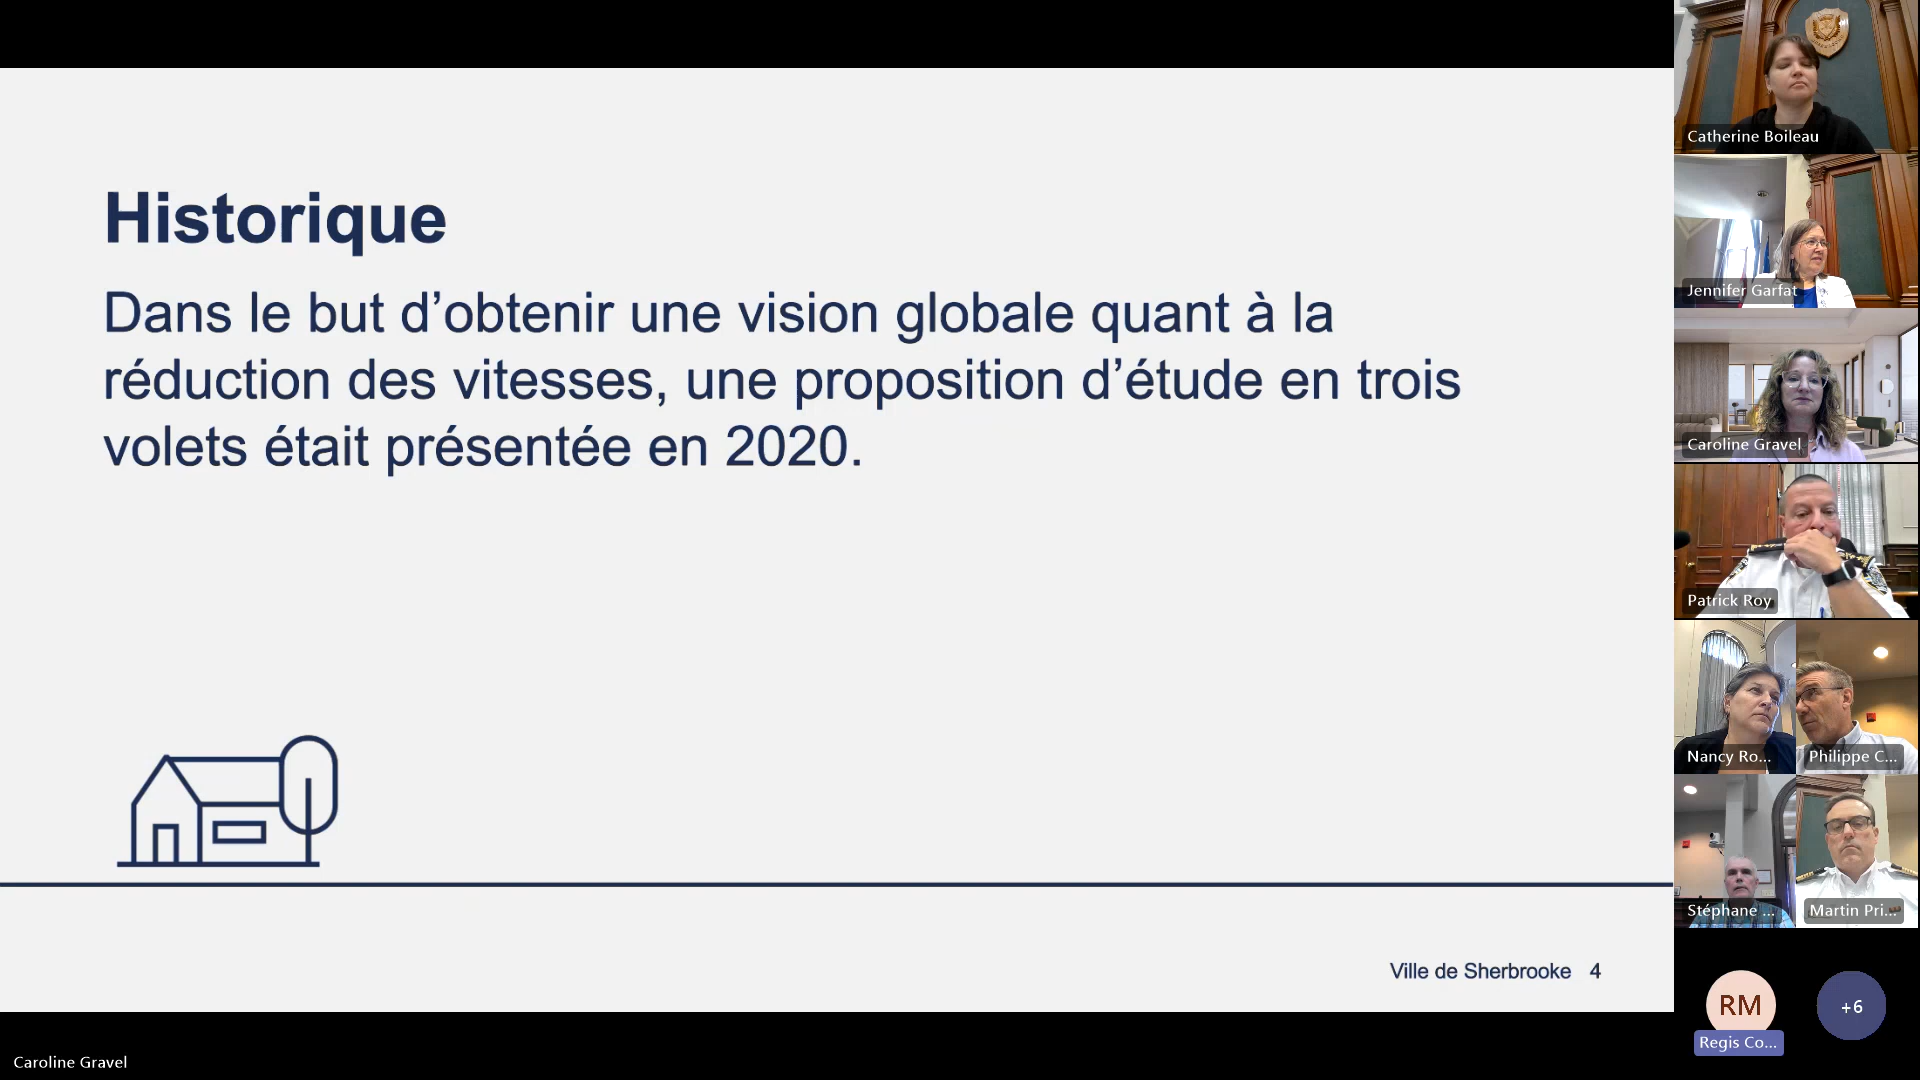 Historique
Dans le but d'obtenir une vision globale quant à la
réduction des vitesses, une proposition d'étude en trois
volets était présentée en 2020.
Ville de Sherbrooke 4
Caroline Gravel
Catherine Boileau
Jennifer Garfat
Caroline Gravel
Patrick Roy
Nancy Ro...
Philippe C...
Stéphane ...
Martin Pri...
RM
+6
Regis Co...